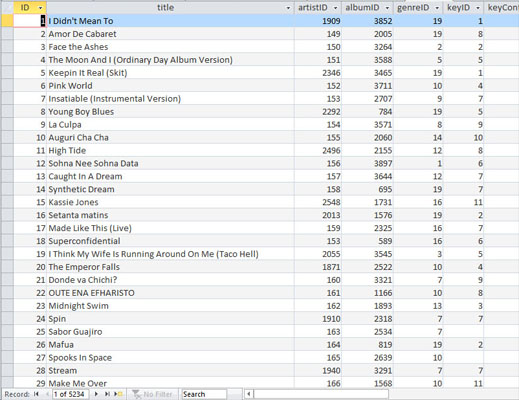 ID title artistID albumID genreID keyID keyCon
1 I Didn't Mean To 1909 3852 19 1
2 Amor De Cabaret 149 2005 19 8
3 Face the Ashes 150 3264 2 2
4 The Moon And I (Ordinary Day Album Version) 151 3588 5 5
5 Keepin It Real (Skit) 2346 3465 19 1
6 Pink World 152 3711 10 4
7 Insatiable (Instrumental Version) 153 2707 9 7
8 Young Boy Blues 2292 784 19 5
9 La Culpa 154 3571 8 9
10 Auguri Cha Cha 155 2060 14 10
11 High Tide 2496 2155 12 8
12 Sohna Nee Sohna Data 156 3897 1 6
13 Caught In A Dream 157 3644 12 7
14 Synthetic Dream 158 695 19 7
15 Kassie Jones 2548 1731 16 11
16 Setanta matins 2013 1576 19 2
17 Made Like This (Live) 159 2325 16 7
18 Superconfidential 153 589 16 6
19 I Think My Wife Is Running Around On Me (Taco Hell) 2055 3545 3 5
20 The Emperor Falls 1871 2522 10 4
21 Donde va Chichi? 160 3321 7 9
22 OUTE ENA EFHARISTO 161 1166 10 8
23 Midnight Swim 162 1893 13 3
24 Spin 1910 2318 7 7
25 Sabor Guajiro 163 2534 7
26 Mafua 164 819 19 2
27 Spooks In Space 165 2639 10
28 Stream 1940 3291 7 7
29 Make Me Over 166 1568 10 11
Record: 1 of 5234 No Filter Search